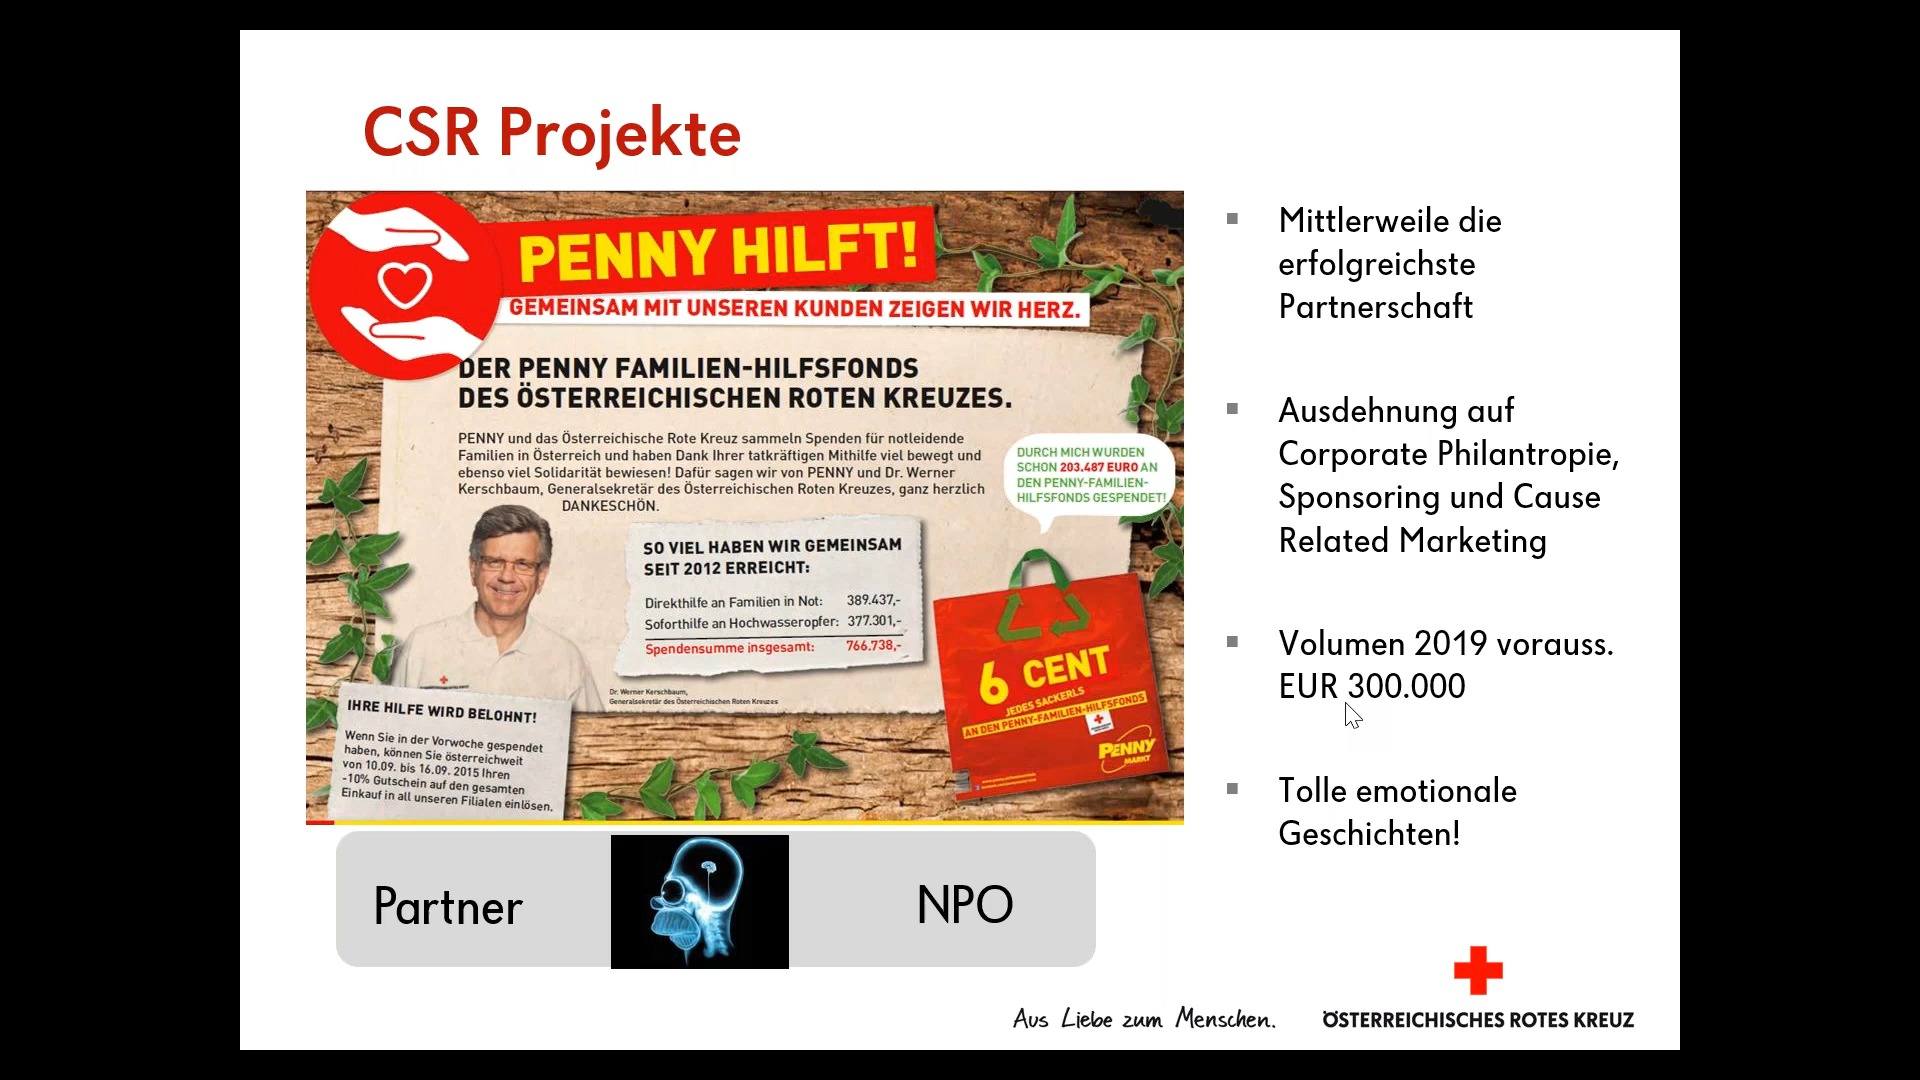 CSR Projekte
PENNY HILFT!
GEMEINSAM MIT UNSEREN KUNDEN ZEIGEN WIR HERZ.
DER PENNY FAMILIEN-HILFSFONDS
DES ÖSTERREICHISCHEN ROTEN KREUZES.
PENNY und das Österreichische Rote Kreuz sammeln Spenden für notleidende
Familien in Österreich und haben Dank Ihrer tatkräftigen Mithilfe viel bewegt und
ebenso viel Solidarität bewiesen! Dafür sagen wir von PENNY und Dr. Werner
Kerschbaum, Generalsekretär des Österreichischen Roten Kreuzes, ganz herzlich
DANKESCHÖN.
DURCH MICH WURDEN
SCHON 203.487 EURO AN
DEN PENNY-FAMILIEN-
HILFSFONDS GESPENDET!
SO VIEL HABEN WIR GEMEINSAM
SEIT 2012 ERREICHT:
Direkthilfe an Familien in Not: 389.437,-
Soforthilfe an Hochwasseropfer: 377.301,-
Spendensumme insgesamt: 766.738,-
Dr. Werner Kerschbaum,
Generalsekretär des Österreichischen Roten Kreuzes
6 CENT
JEDES SACKERLS
AN DEN PENNY-FAMILIEN-HILFSFONDS
PENNY
MARKT
IHRE HILFE WIRD BELOHNT!
Wenn Sie in der Vorwoche gespendet
haben, können Sie österreichweit
von 10.09. bis 16.09. 2015 Ihren
-10% Gutschein auf den gesamten
Einkauf in all unseren Filialen einlösen.
Partner
NPO
Mittlerweile die
erfolgreichste
Partnerschaft
Ausdehnung auf
Corporate Philantropie,
Sponsoring und Cause
Related Marketing
Volumen 2019 vorauss.
EUR 300.000
Tolle emotionale
Geschichten!
Aus Liebe zum Menschen.
ÖSTERREICHISCHES ROTES KREUZ